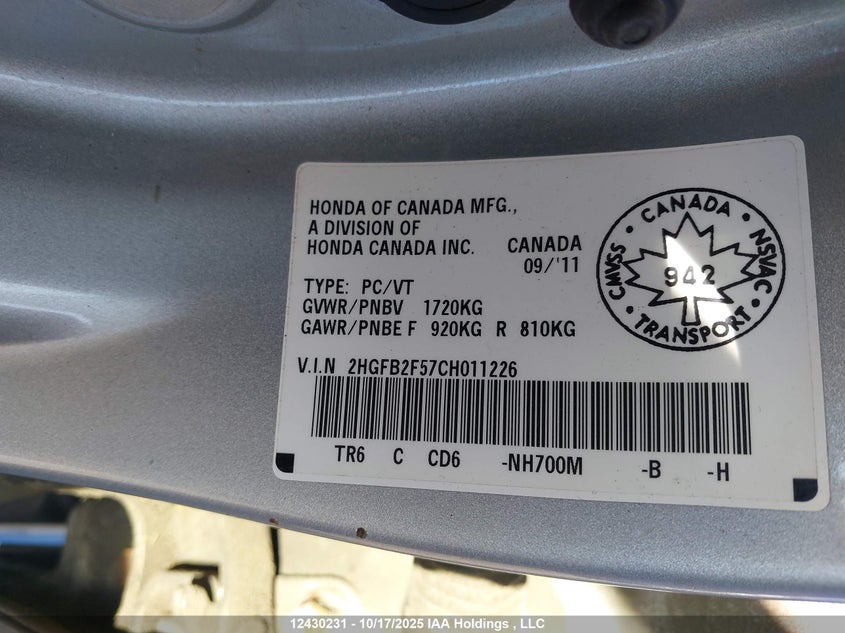 HONDA OF CANADA MFG.,
A DIVISION OF
HONDA CANADA INC. CANADA
09/'11
TYPE: PC/VT
GVWR/PNBV 1720KG
GAWR/PNBE F 920KG R 810KG
V.I.N 2HGFB2F57CH011226
TR6 C CD6 -NH700M -B -H
CANADA
CMVSS • NSVAC
942
TRANSPORT
12430231 - 10/17/2025 IAA Holdings , LLC